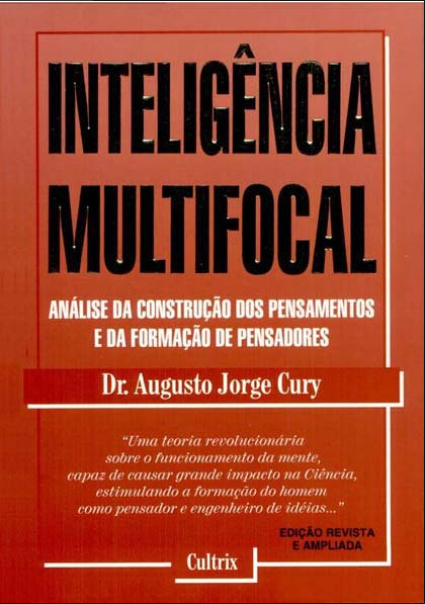 INTELIGÊNCIA
MULTIFOCAL
ANÁLISE DA CONSTRUÇÃO DOS PENSAMENTOS
E DA FORMAÇÃO DE PENSADORES
Dr. Augusto Jorge Cury
“Uma teoria revolucionária
sobre o funcionamento da mente,
capaz de causar grande impacto na Ciência,
estimulando a formação do homem
como pensador e engenheiro de idéias...”
EDIÇÃO REVISTA
E AMPLIADA
Cultrix